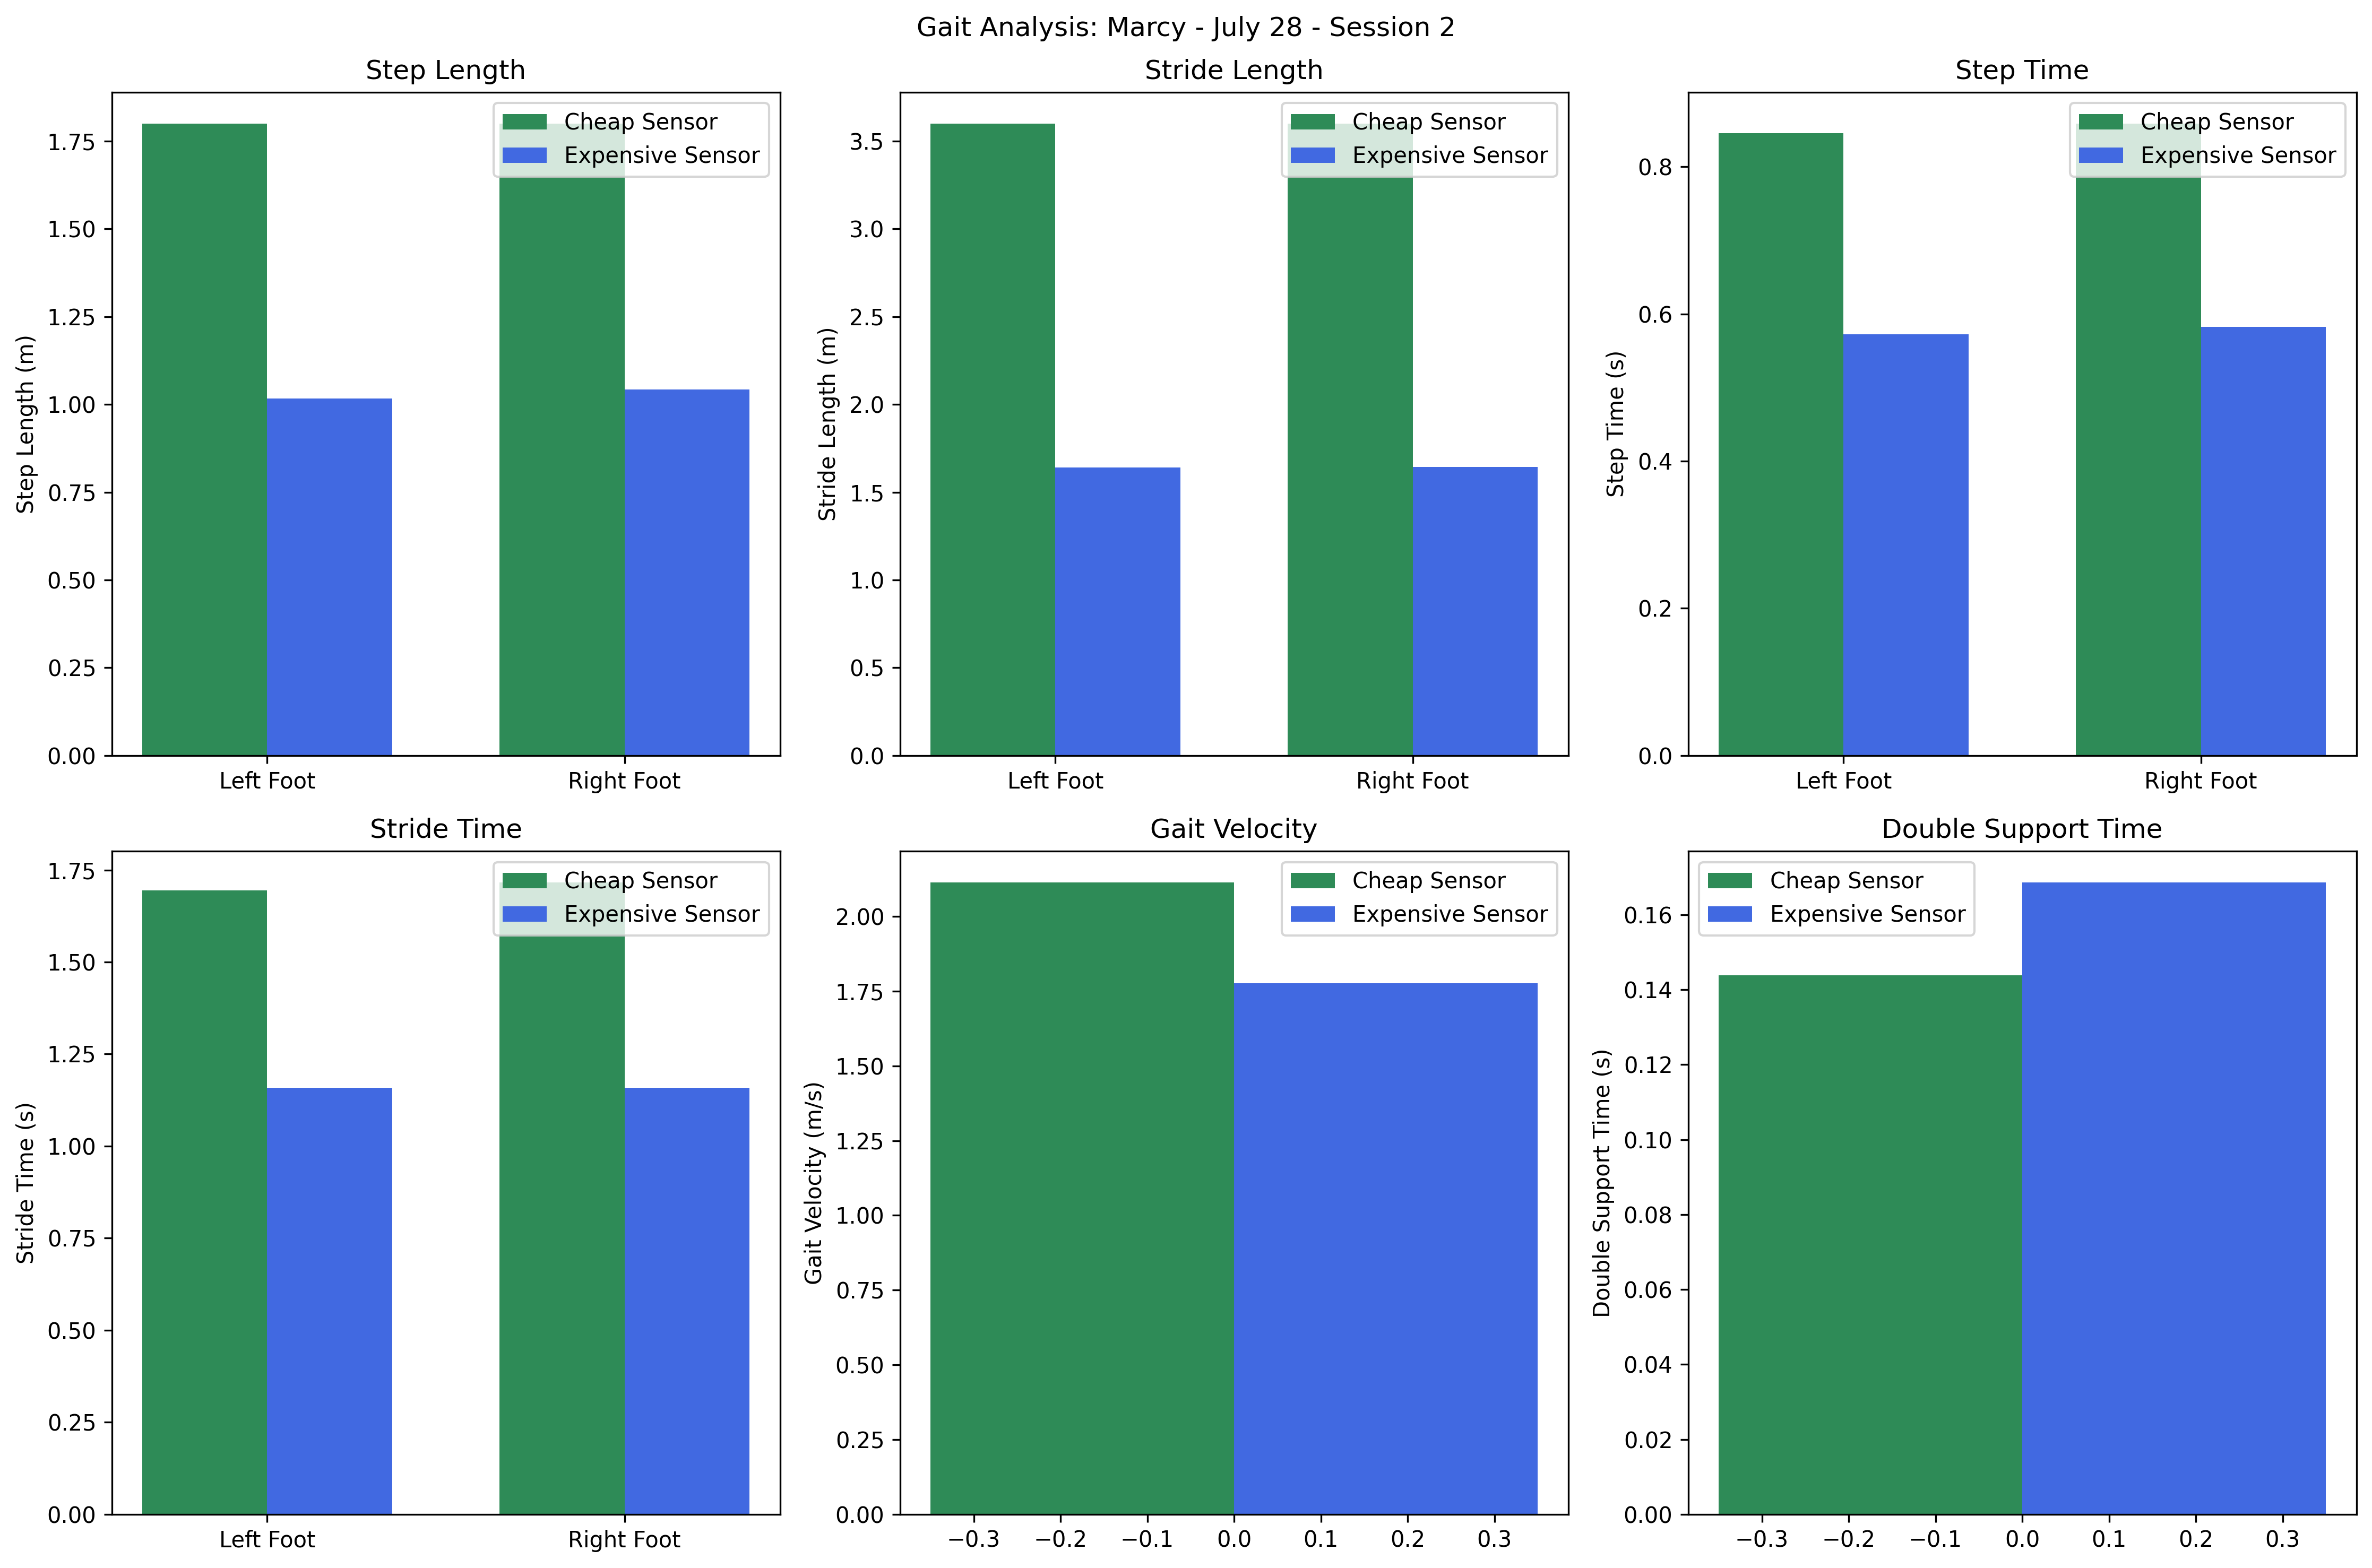 Gait Analysis: Marcy - July 28 - Session 2
Step Length
Step Length (m)
1.75
1.50
1.25
1.00
0.75
0.50
0.25
0.00
Left Foot
Right Foot
Cheap Sensor
Expensive Sensor
Stride Length
Stride Length (m)
3.5
3.0
2.5
2.0
1.5
1.0
0.5
0.0
Left Foot
Right Foot
Cheap Sensor
Expensive Sensor
Step Time
Step Time (s)
0.8
0.6
0.4
0.2
0.0
Left Foot
Right Foot
Cheap Sensor
Expensive Sensor
Stride Time
Stride Time (s)
1.75
1.50
1.25
1.00
0.75
0.50
0.25
0.00
Left Foot
Right Foot
Cheap Sensor
Expensive Sensor
Gait Velocity
Gait Velocity (m/s)
2.00
1.75
1.50
1.25
1.00
0.75
0.50
0.25
0.00
−0.3 −0.2 −0.1 0.0 0.1 0.2 0.3
Cheap Sensor
Expensive Sensor
Double Support Time
Double Support Time (s)
0.16
0.14
0.12
0.10
0.08
0.06
0.04
0.02
0.00
−0.3 −0.2 −0.1 0.0 0.1 0.2 0.3
Cheap Sensor
Expensive Sensor